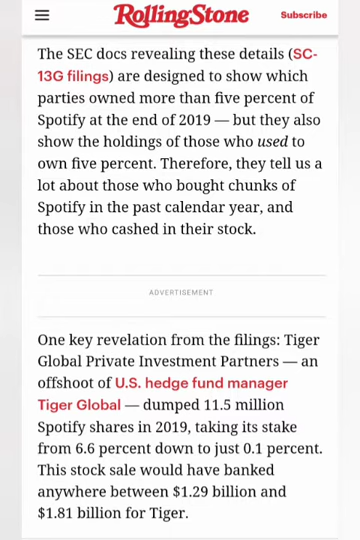 RollingStone
Subscribe
The SEC docs revealing these details (SC-
13G filings) are designed to show which
parties owned more than five percent of
Spotify at the end of 2019 — but they also
show the holdings of those who used to
own five percent. Therefore, they tell us a
lot about those who bought chunks of
Spotify in the past calendar year, and
those who cashed in their stock.
ADVERTISEMENT
One key revelation from the filings: Tiger
Global Private Investment Partners — an
offshoot of U.S. hedge fund manager
Tiger Global — dumped 11.5 million
Spotify shares in 2019, taking its stake
from 6.6 percent down to just 0.1 percent.
This stock sale would have banked
anywhere between $1.29 billion and
$1.81 billion for Tiger.